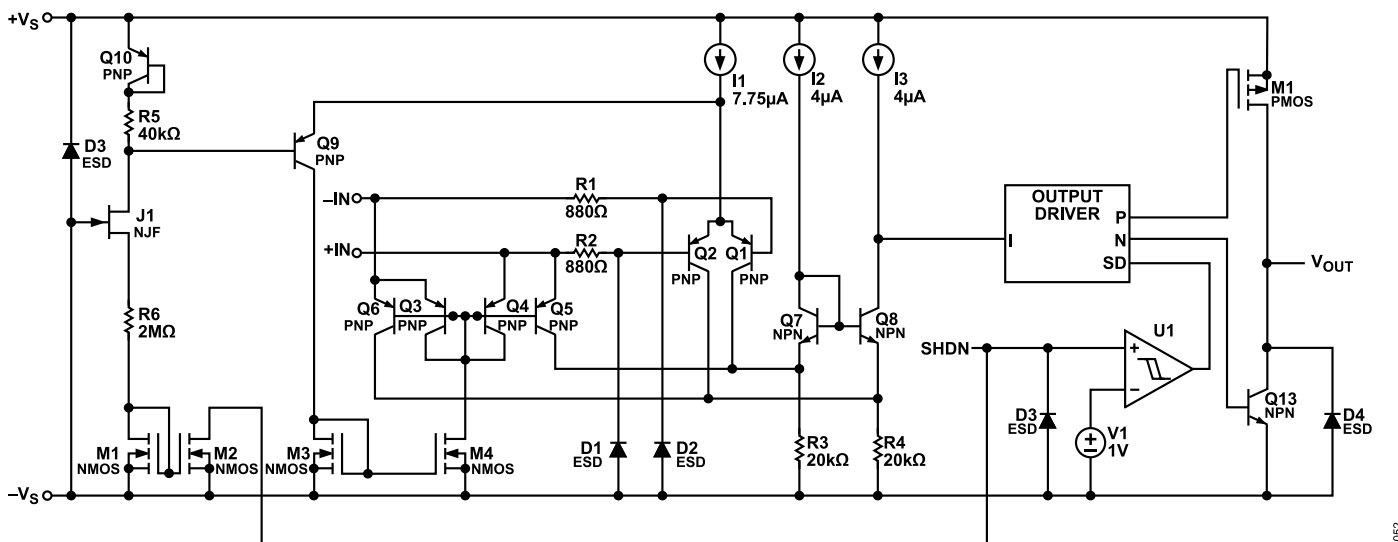 +VS
Q10
PNP
R5
40kΩ
D3
ESD
J1
NJF
R6
2MΩ
M1
NMOS
M2
NMOS
–VS
Q9
PNP
M3
NMOS
M4
NMOS
–IN
+IN
R1
880Ω
R2
880Ω
Q6
PNP
Q3
PNP
Q4
PNP
Q5
PNP
D1
ESD
D2
ESD
Q2
PNP
Q1
PNP
I1
7.75µA
I2
4µA
I3
4µA
Q7
NPN
Q8
NPN
R3
20kΩ
R4
20kΩ
OUTPUT
DRIVER
I
P
N
SD
M1
PMOS
VOUT
SHDN
U1
+
–
D3
ESD
V1
1V
Q13
NPN
D4
ESD